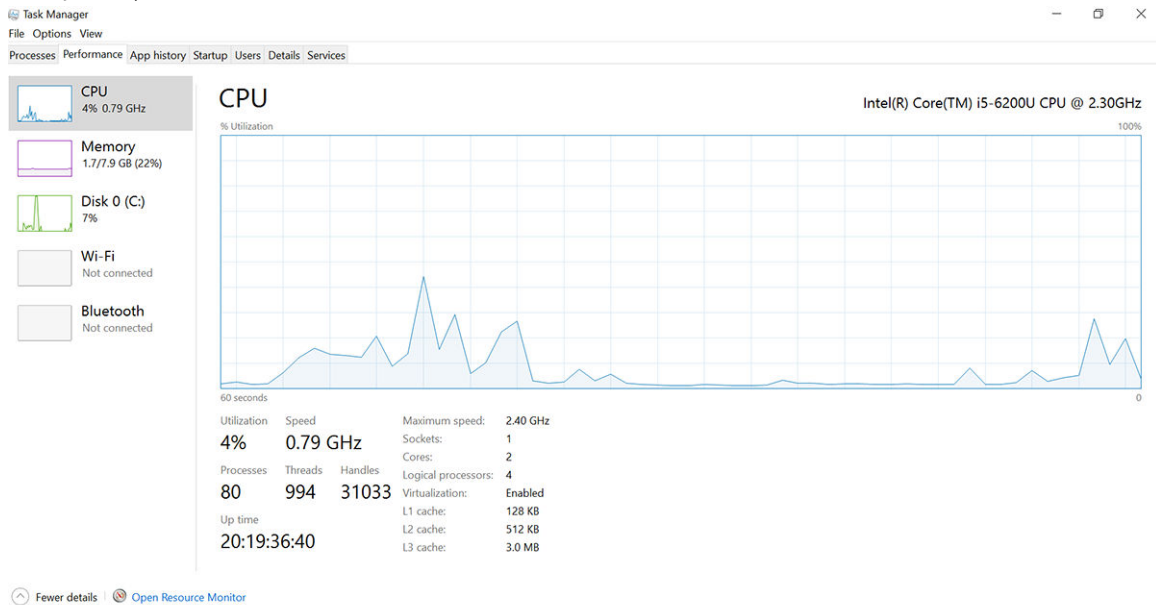 Task Manager
File Options View
Processes Performance App history Startup Users Details Services
CPU
4% 0.79 GHz
Memory
1.7/7.9 GB (22%)
Disk 0 (C:)
7%
Wi-Fi
Not connected
Bluetooth
Not connected
CPU
Intel(R) Core(TM) i5-6200U CPU @ 2.30GHz
% Utilization 100%
60 seconds 0
Utilization Speed
4% 0.79 GHz
Processes Threads Handles
80 994 31033
Up time
20:19:36:40
Maximum speed: 2.40 GHz
Sockets: 1
Cores: 2
Logical processors: 4
Virtualization: Enabled
L1 cache: 128 KB
L2 cache: 512 KB
L3 cache: 3.0 MB
Fewer details Open Resource Monitor